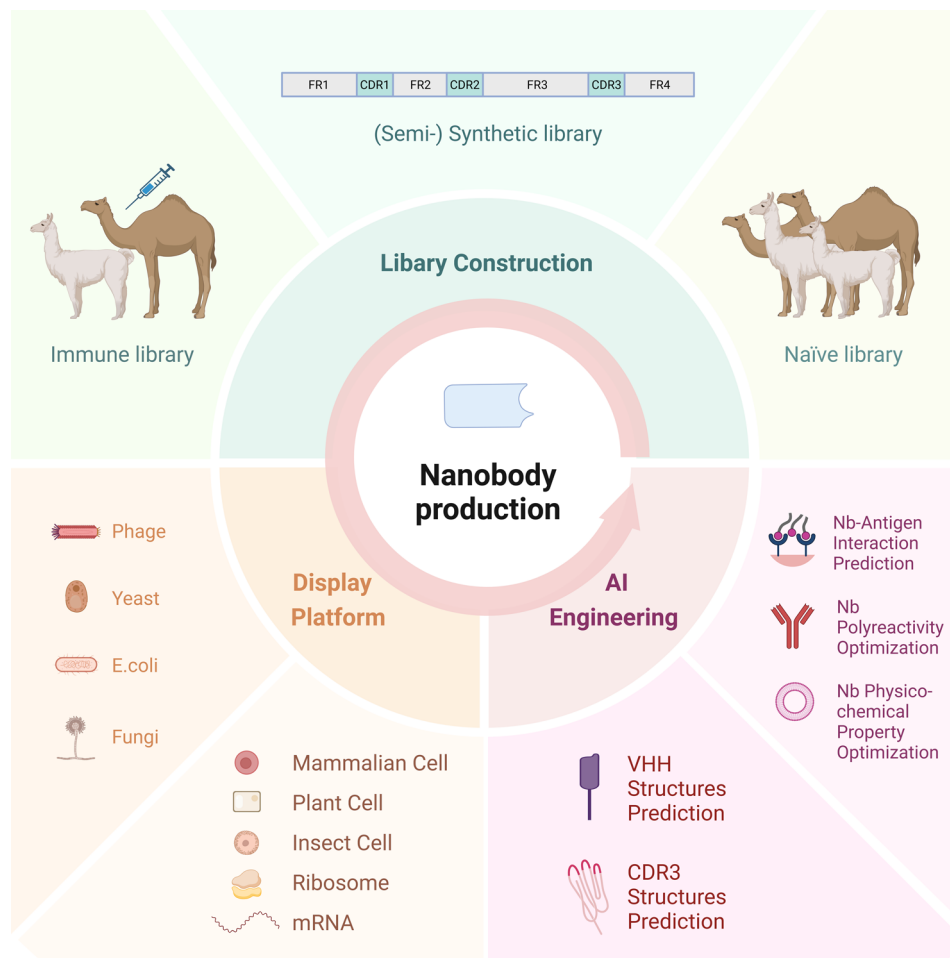 FR1 CDR1 FR2 CDR2 FR3 CDR3 FR4
(Semi-) Synthetic library
Immune library
Naïve library
Libary Construction
Nanobody
production
Display
Platform
AI
Engineering
Phage
Yeast
E.coli
Fungi
Mammalian Cell
Plant Cell
Insect Cell
Ribosome
mRNA
VHH
Structures
Prediction
CDR3
Structures
Prediction
Nb-Antigen
Interaction
Prediction
Nb
Polyreactivity
Optimization
Nb Physico-
chemical
Property
Optimization